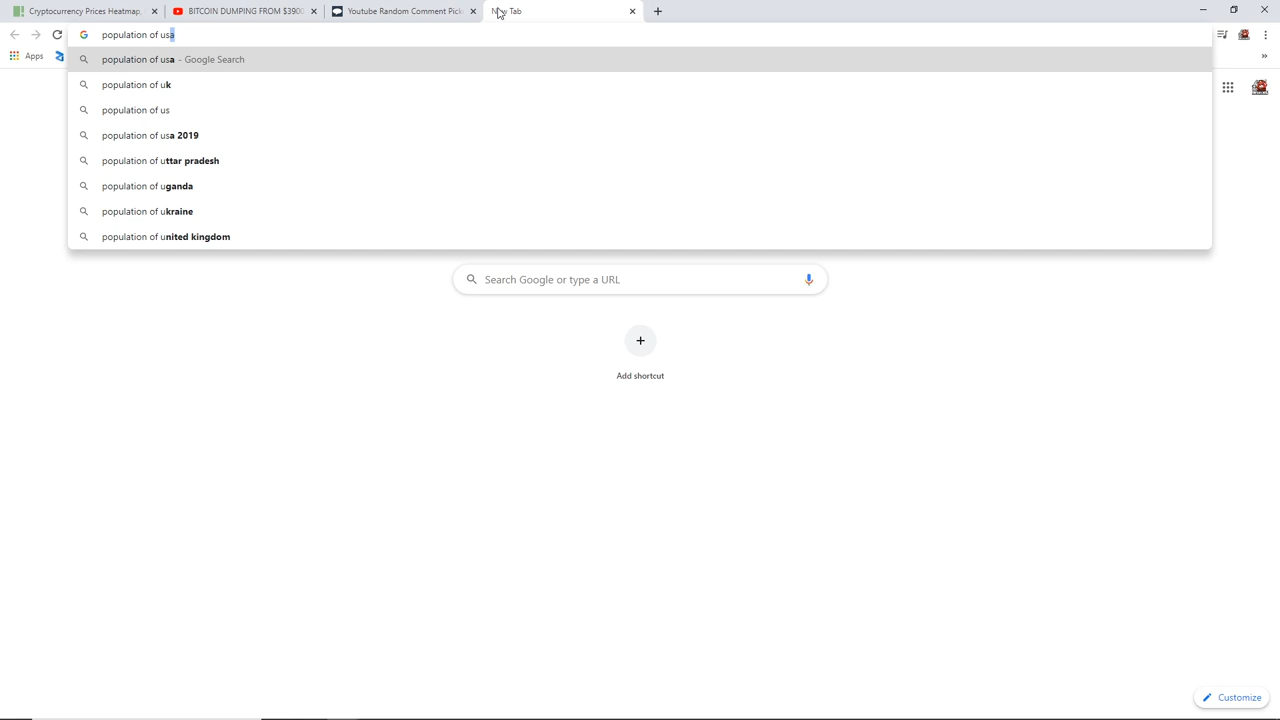 Cryptocurrency Prices Heatmap,
BITCOIN DUMPING FROM $3900
Youtube Random Comment Pick
New Tab
population of usa
Apps
population of usa - Google Search
population of uk
population of us
population of usa 2019
population of uttar pradesh
population of uganda
population of ukraine
population of united kingdom
Search Google or type a URL
Add shortcut
Customize